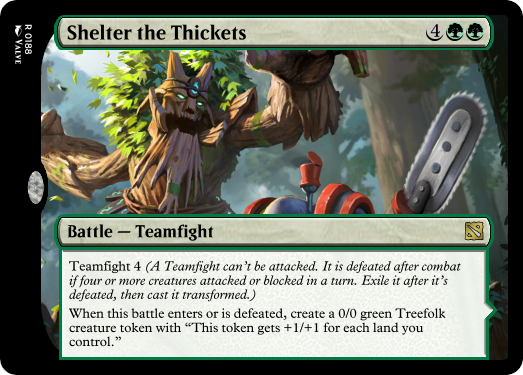 Shelter the Thickets 4
R 0188
VALVE
Battle — Teamfight
Teamfight 4 (A Teamfight can't be attacked. It is defeated after combat
if four or more creatures attacked or blocked in a turn. Exile it after it's
defeated, then cast it transformed.)
When this battle enters or is defeated, create a 0/0 green Treefolk
creature token with “This token gets +1/+1 for each land you
control.”